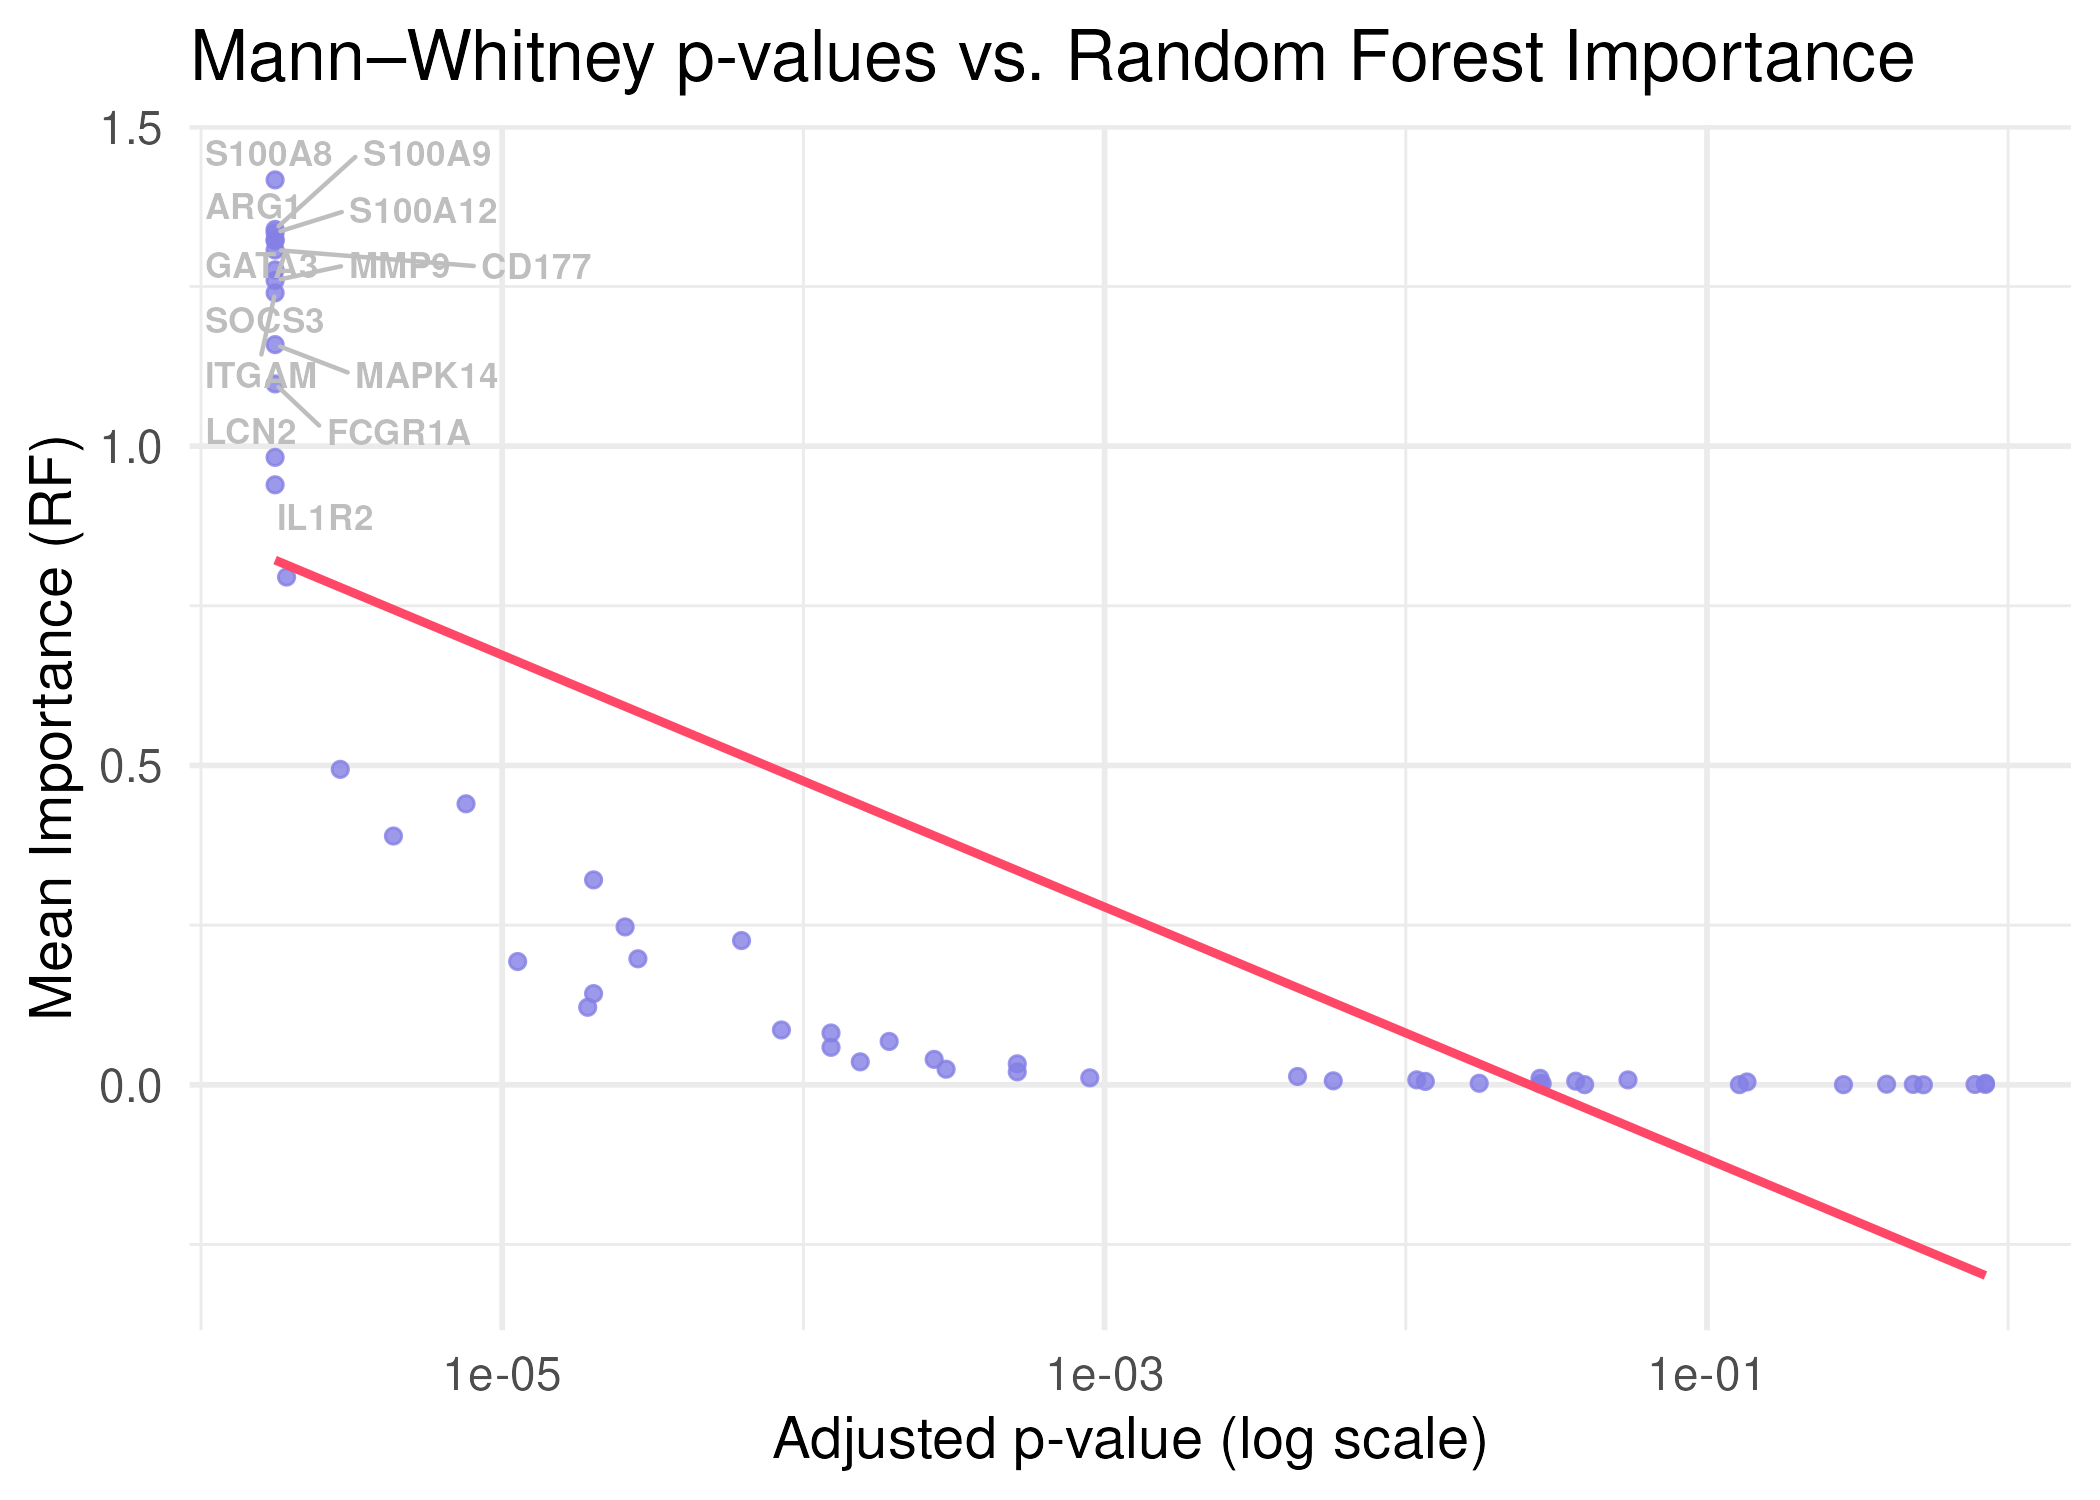 Mann–Whitney p-values vs. Random Forest Importance
1.5
S100A8
S100A9
ARG1
S100A12
GATA3
MMP9
CD177
SOCS3
ITGAM
MAPK14
LCN2
FCGR1A
1.0
IL1R2
0.5
0.0
Mean Importance (RF)
1e-05
1e-03
1e-01
Adjusted p-value (log scale)